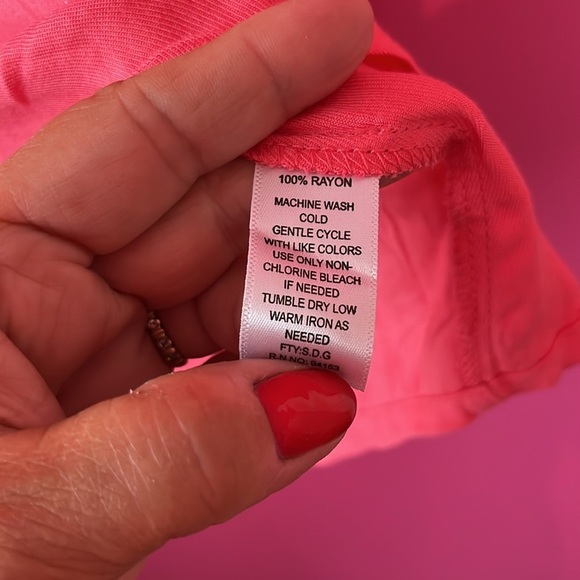 100% RAYON
MACHINE WASH
COLD
GENTLE CYCLE
WITH LIKE COLORS
USE ONLY NON-
CHLORINE BLEACH
IF NEEDED
TUMBLE DRY LOW
WARM IRON AS
NEEDED
FTY:S.D.G
R.N.NO: